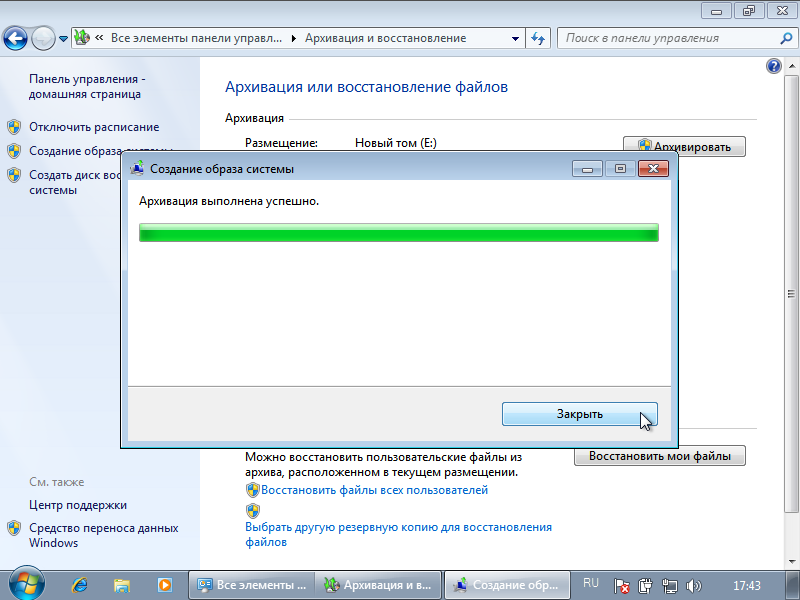 Все элементы панели управл...
Архивация и восстановление
Поиск в панели управления
Панель управления -
домашняя страница
Отключить расписание
Создание образа системы
Создать диск вос
системы
Архивация или восстановление файлов
Архивация
Размещение:
Новый том (E:)
Архивировать
Создание образа системы
Архивация выполнена успешно.
Закрыть
Можно восстановить пользовательские файлы из
архива, расположенном в текущем размещении.
Восстановить мои файлы
Восстановить файлы всех пользователей
Выбрать другую резервную копию для восстановления
файлов
См. также
Центр поддержки
Средство переноса данных
Windows
Все элементы ...
Архивация и в...
Создание обр...
RU
17:43